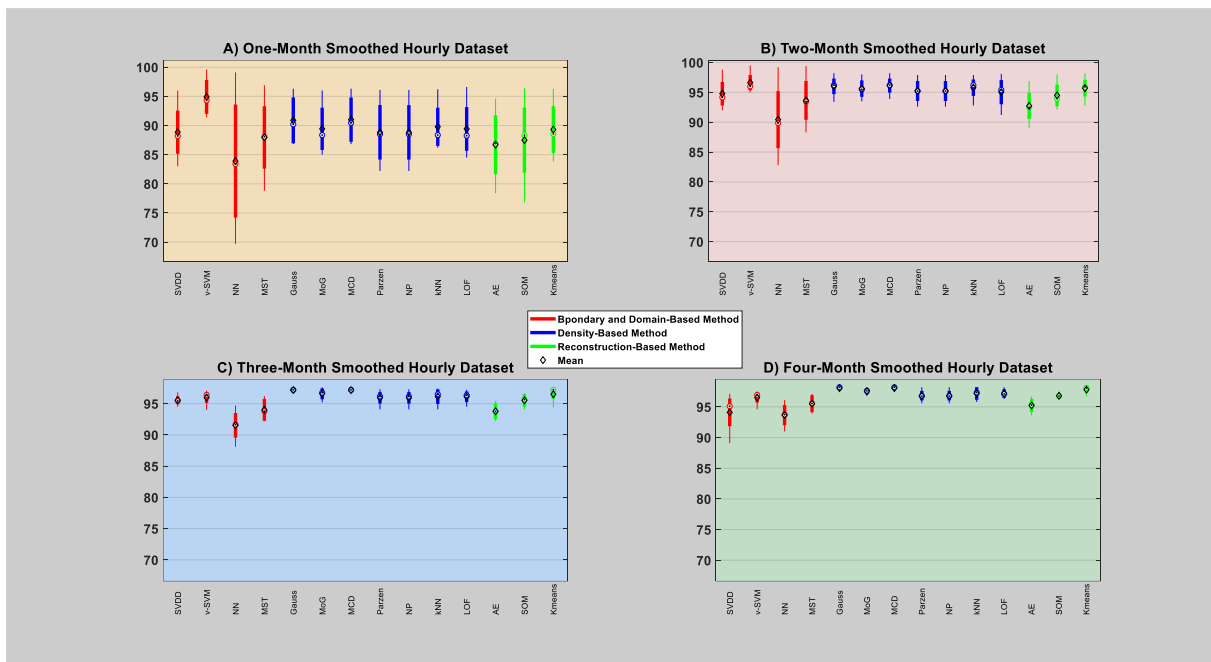 A) One-Month Smoothed Hourly Dataset
100
95
90
85
80
75
70
SVDD
v-SVM
NN
MST
Gauss
MoG
MCD
Parzen
NP
kNN
LOF
AE
SOM
Kmeans
B) Two-Month Smoothed Hourly Dataset
100
95
90
85
80
75
70
SVDD
v-SVM
NN
MST
Gauss
MoG
MCD
Parzen
NP
kNN
LOF
AE
SOM
Kmeans
Bpondary and Domain-Based Method
Density-Based Method
Reconstruction-Based Method
Mean
C) Three-Month Smoothed Hourly Dataset
95
90
85
80
75
70
SVDD
v-SVM
NN
MST
Gauss
MoG
MCD
Parzen
NP
kNN
LOF
AE
SOM
Kmeans
D) Four-Month Smoothed Hourly Dataset
95
90
85
80
75
70
SVDD
v-SVM
NN
MST
Gauss
MoG
MCD
Parzen
NP
kNN
LOF
AE
SOM
Kmeans